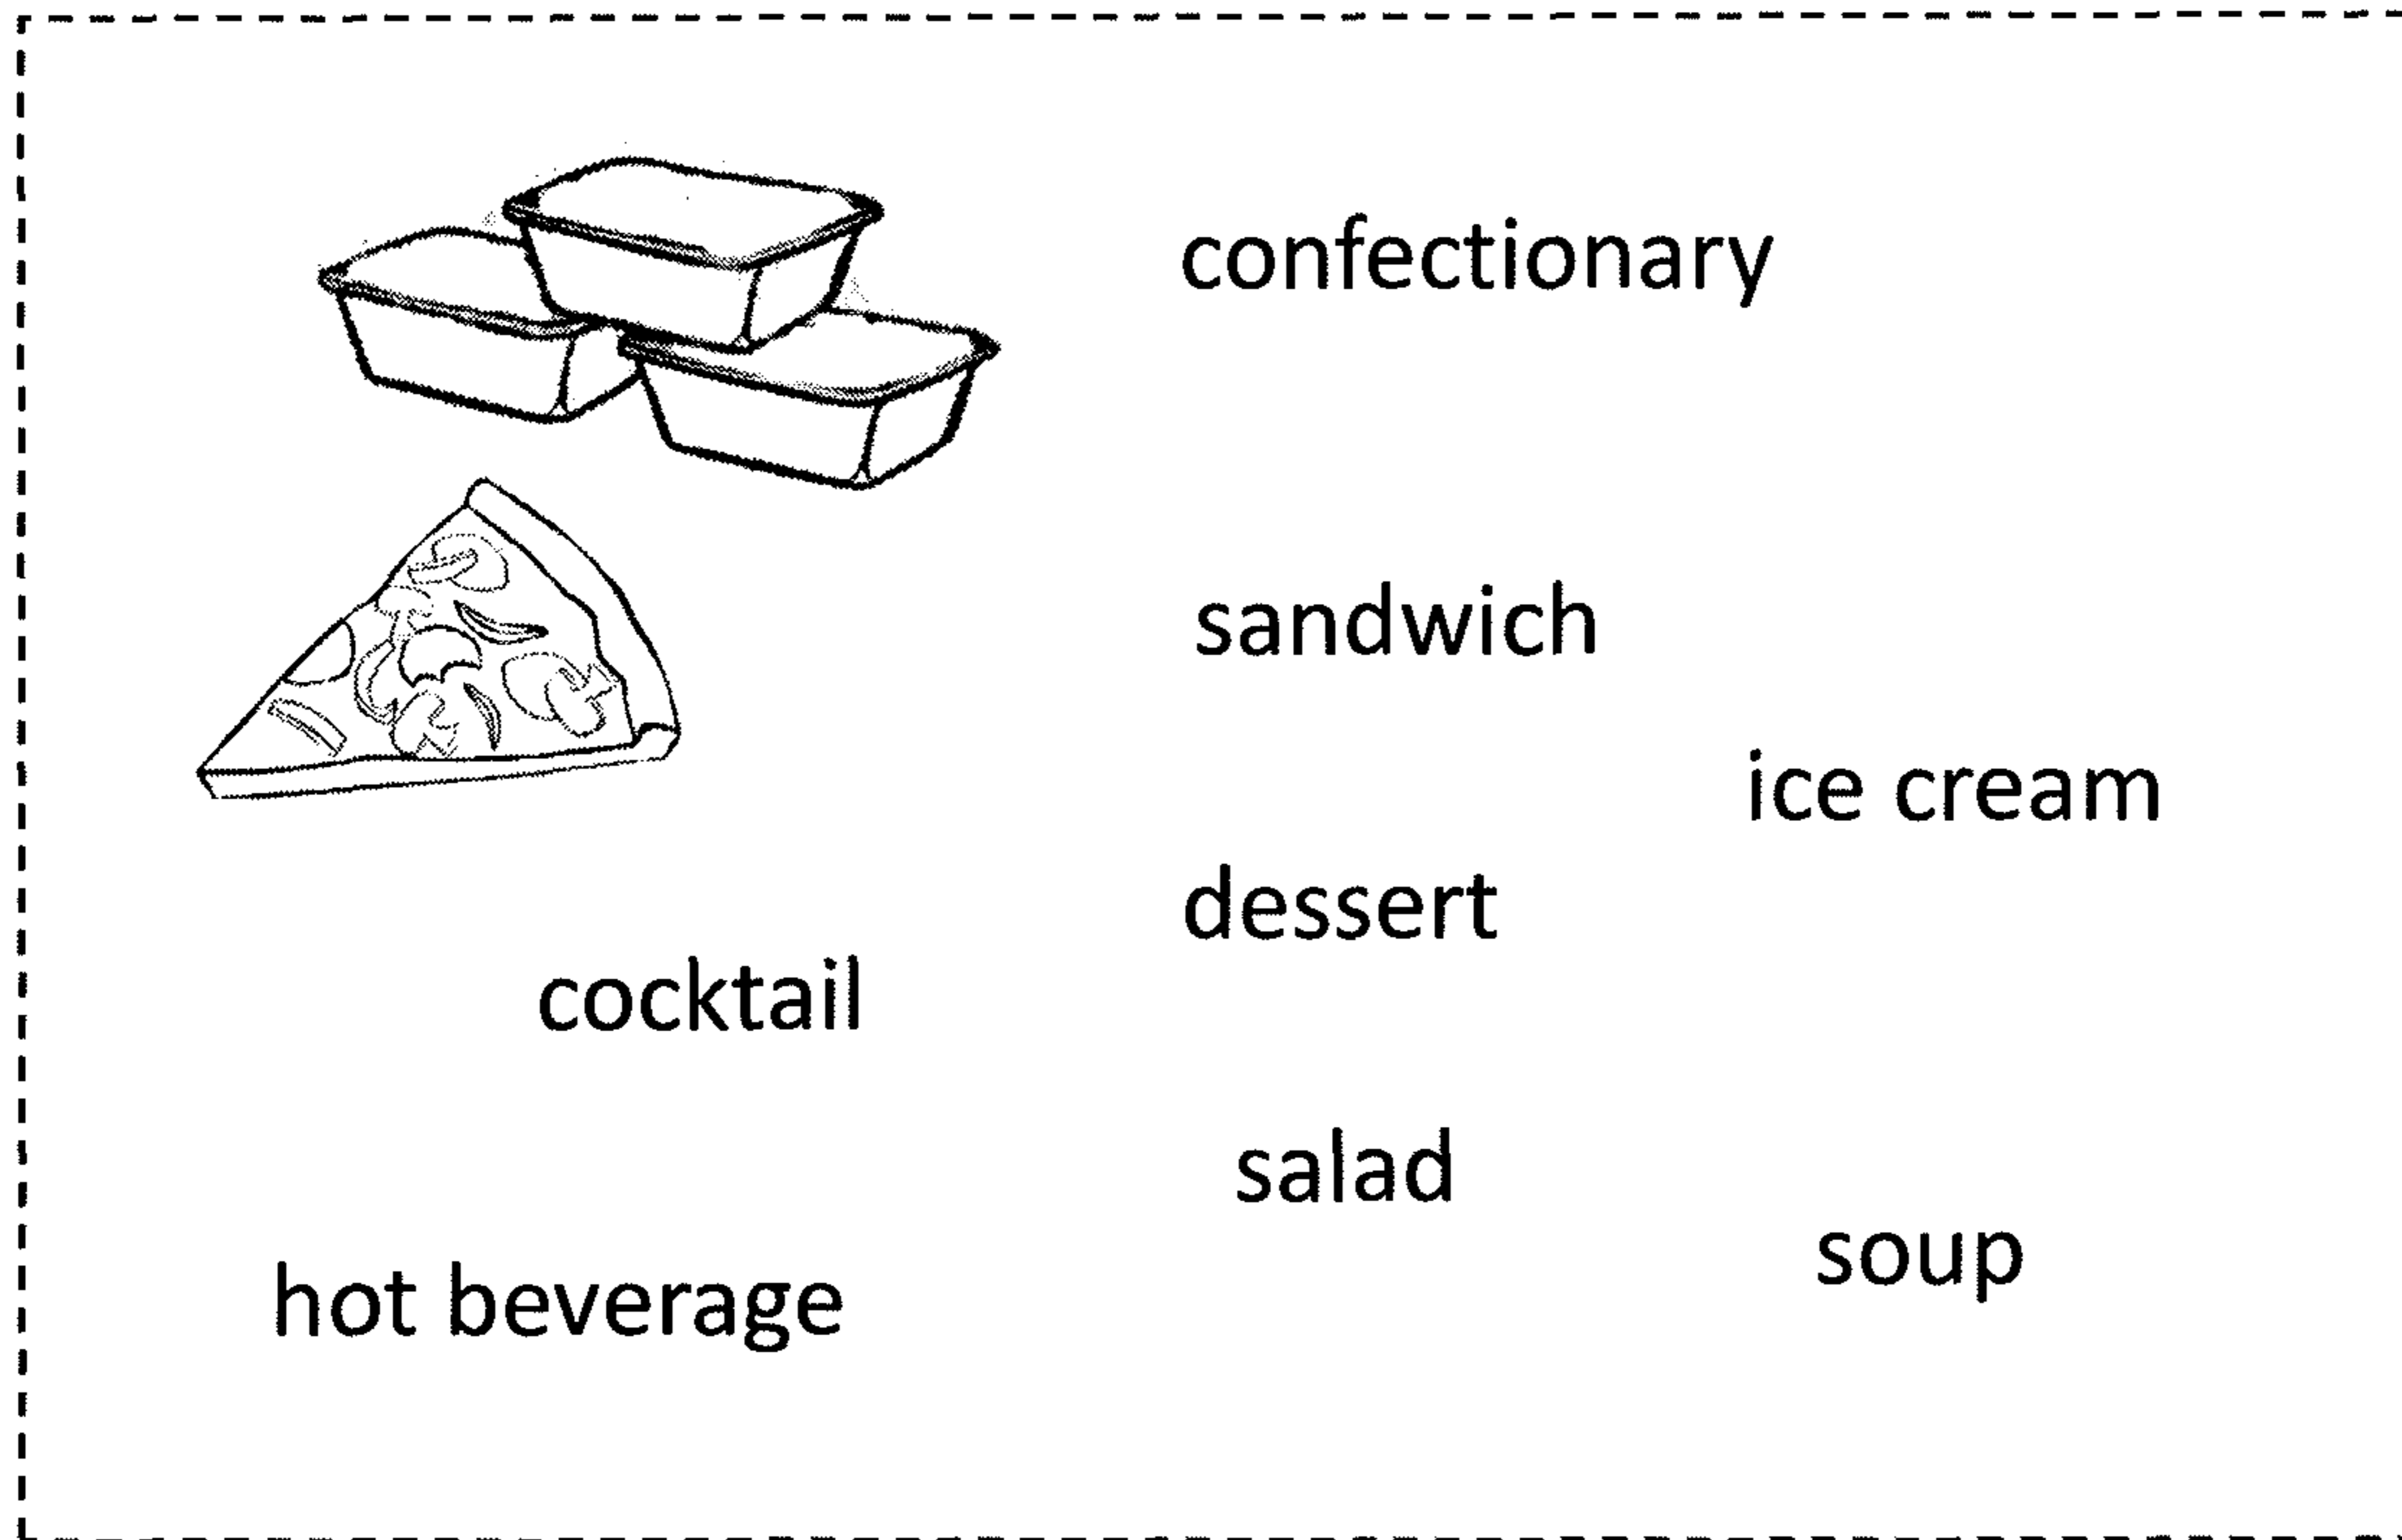 confectionary
sandwich
ice cream
dessert
cocktail
salad
soup
hot beverage